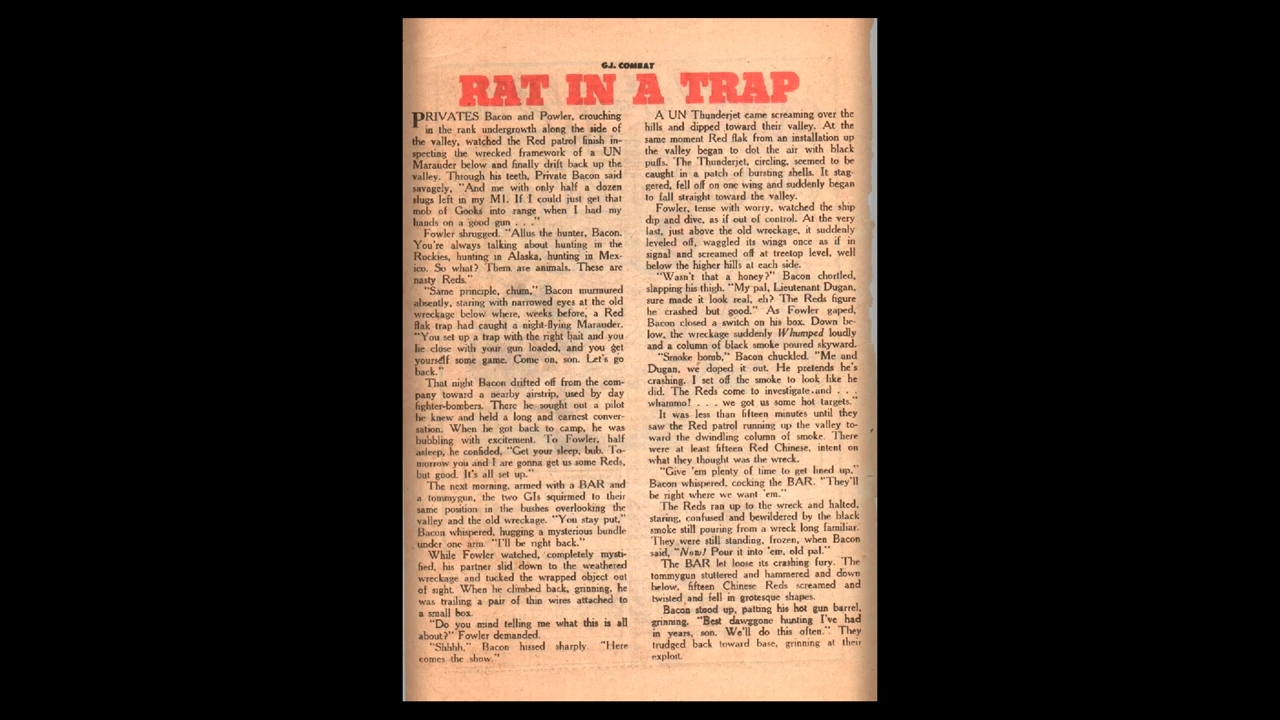 G.I. COMBAT
RAT IN A TRAP
PRIVATES Bacon and Fowler, crouching
in the rank undergrowth along the side of
the valley, watched the Red patrol finish in-
specting the wrecked framework of a UN
Marauder below and finally drift back up the
valley. Through his teeth, Private Bacon said
savagely, "And me with only half a dozen
slugs left in my M1. If I could just get that
mob of Gooks into range when I had my
hands on a good gun . . ."
Fowler shrugged. "Allus the hunter, Bacon.
You're always talking about hunting in the
Rockies, hunting in Alaska, hunting in Mex-
ico. So what? Them are animals. These are
nasty Reds."
"Same principle, chum," Bacon murmured
absently, staring with narrowed eyes at the old
wreckage below where, weeks before, a Red
flak trap had caught a night-flying Marauder.
"You set up a trap with the right bait and you
lie close with your gun loaded, and you get
yourself some game. Come on, son. Let's go
back."
That night Bacon drifted off from the com-
pany toward a nearby airstrip, used by day
fighter-bombers. There he sought out a pilot
he knew and held a long and earnest conver-
sation. When he got back to camp, he was
bubbling with excitement. To Fowler, half
asleep, he confided, "Get your sleep, bub. To-
morrow you and I are gonna get us some Reds,
but good. It's all set up."
The next morning, armed with a BAR and
a tommygun, the two GIs squirmed to their
same position in the bushes overlooking the
valley and the old wreckage. "You stay put,"
Bacon whispered, hugging a mysterious bundle
under one arm. "I'll be right back."
While Fowler watched, completely mysti-
fied, his partner slid down to the weathered
wreckage and tucked the wrapped object out
of sight. When he climbed back, grinning, he
was trailing a pair of thin wires attached to
a small box.
"Do you mind telling me what this is all
about?" Fowler demanded.
"Shhhh," Bacon hissed sharply. "Here
comes the show."
A UN Thunderjet came screaming over the
hills and dipped toward their valley. At the
same moment Red flak from an installation up
the valley began to dot the air with black
puffs. The Thunderjet, circling, seemed to be
caught in a patch of bursting shells. It stag-
gered, fell off on one wing and suddenly began
to fall straight toward the valley.
Fowler, tense with worry, watched the ship
dip and dive, as if out of control. At the very
last, just above the old wreckage, it suddenly
leveled off, waggled its wings once as if in
signal and screamed off at treetop level, well
below the higher hills at each side.
"Wasn't that a honey?" Bacon chortled,
slapping his thigh. "My pal, Lieutenant Dugan,
sure made it look real, eh? The Reds figure
he crashed but good." As Fowler gaped,
Bacon closed a switch on his box. Down be-
low, the wreckage suddenly Whumped loudly
and a column of black smoke poured skyward.
"Smoke bomb," Bacon chuckled. "Me and
Dugan, we doped it out. He pretends he's
crashing. I set off the smoke to look like he
did. The Reds come to investigate and . . .
whammo! . . . we got us some hot targets."
It was less than fifteen minutes until they
saw the Red patrol running up the valley to-
ward the dwindling column of smoke. There
were at least fifteen Red Chinese, intent on
what they thought was the wreck.
"Give 'em plenty of time to get lined up,"
Bacon whispered, cocking the BAR. "They'll
be right where we want 'em."
The Reds ran up to the wreck and halted,
staring, confused and bewildered by the black
smoke still pouring from a wreck long familiar.
They were still standing, frozen, when Bacon
said, "Now! Pour it into 'em, old pal."
The BAR let loose its crashing fury. The
tommygun stuttered and hammered and down
below, fifteen Chinese Reds screamed and
twisted and fell in grotesque shapes.
Bacon stood up, patting his hot gun barrel,
grinning. "Best dawggone hunting I've had
in years, son. We'll do this often." They
trudged back toward base, grinning at their
exploit.